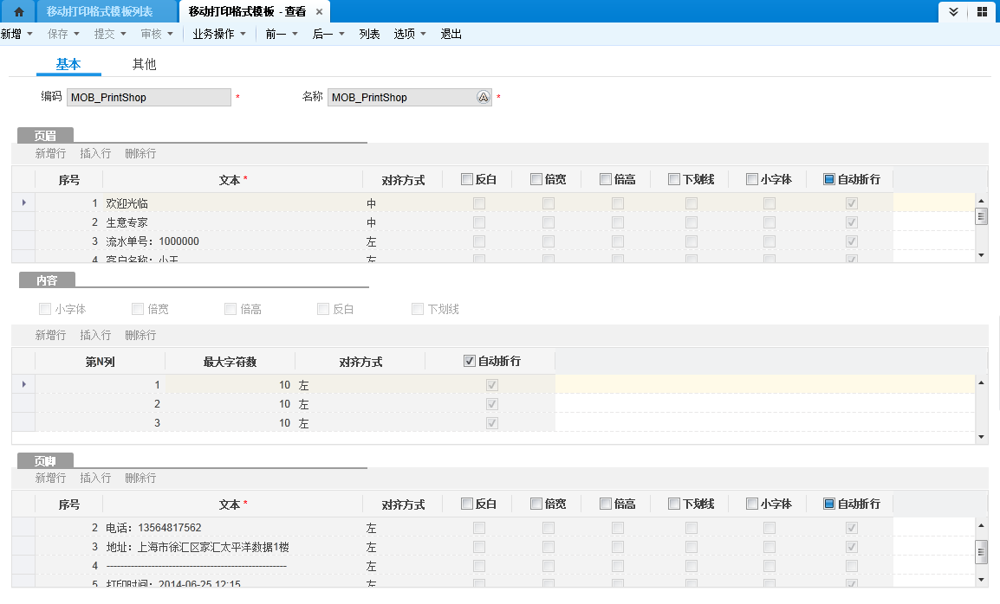 移动打印格式模板列表 移动打印格式模板 - 查看 ×
新增 保存 提交 审核 业务操作 前一 后一 列表 选项 退出
基本 其他
编码 MOB_PrintShop * 名称 MOB_PrintShop A *
页眉
新增行 插入行 删除行
序号 文本 * 对齐方式 反白 倍宽 倍高 下划线 小字体 自动折行
1 欢迎光临 中
2 生意专家 中
3 流水单号：1000000 左
4 客户名称：小王 左
内容
小字体 倍宽 倍高 反白 下划线
新增行 插入行 删除行
第N列 最大字符数 对齐方式 自动折行
1 10 左
2 10 左
3 10 左
页脚
新增行 插入行 删除行
序号 文本 * 对齐方式 反白 倍宽 倍高 下划线 小字体 自动折行
2 电话：13564817562 左
3 地址：上海市徐汇区家汇太平洋数据1楼 左
4 ---------------------------------------------------- 左
5 打印时间：2014-06-25 12:15 左